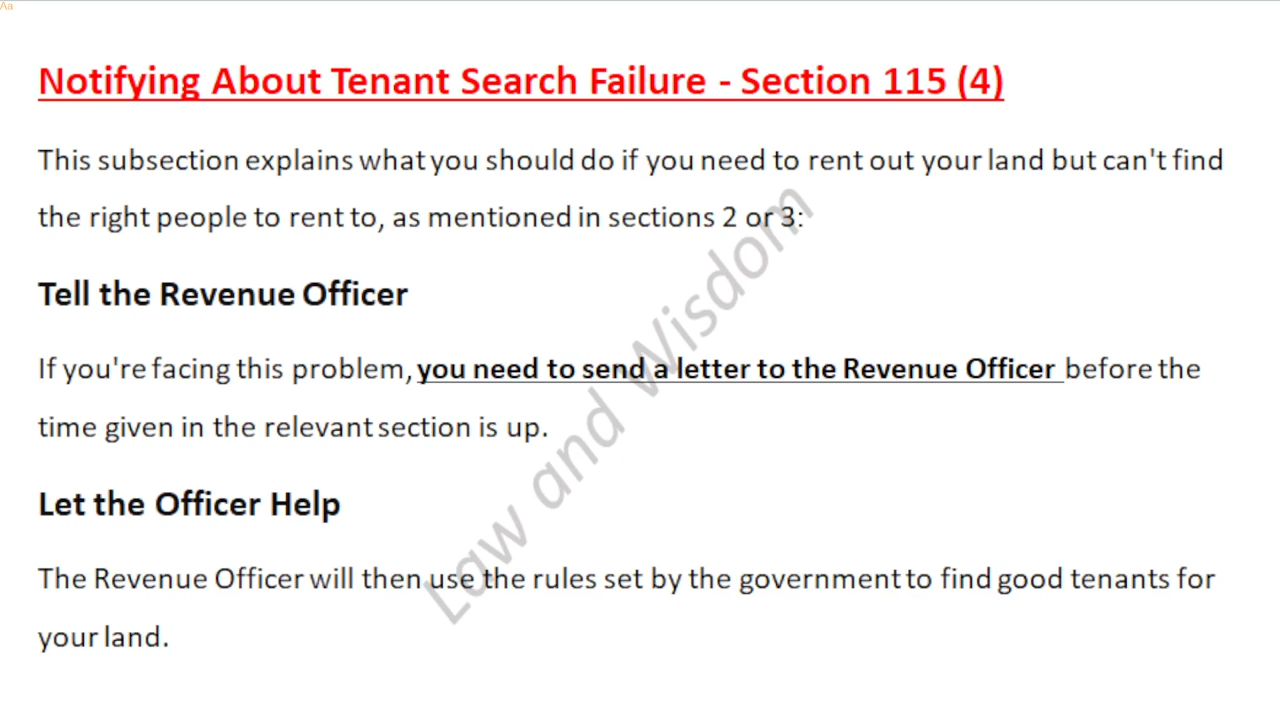 Aa
Notifying About Tenant Search Failure - Section 115 (4)
This subsection explains what you should do if you need to rent out your land but can't find
the right people to rent to, as mentioned in sections 2 or 3:
Tell the Revenue Officer
If you're facing this problem, you need to send a letter to the Revenue Officer before the
time given in the relevant section is up.
Let the Officer Help
The Revenue Officer will then use the rules set by the government to find good tenants for
your land.
Law and Wisdom